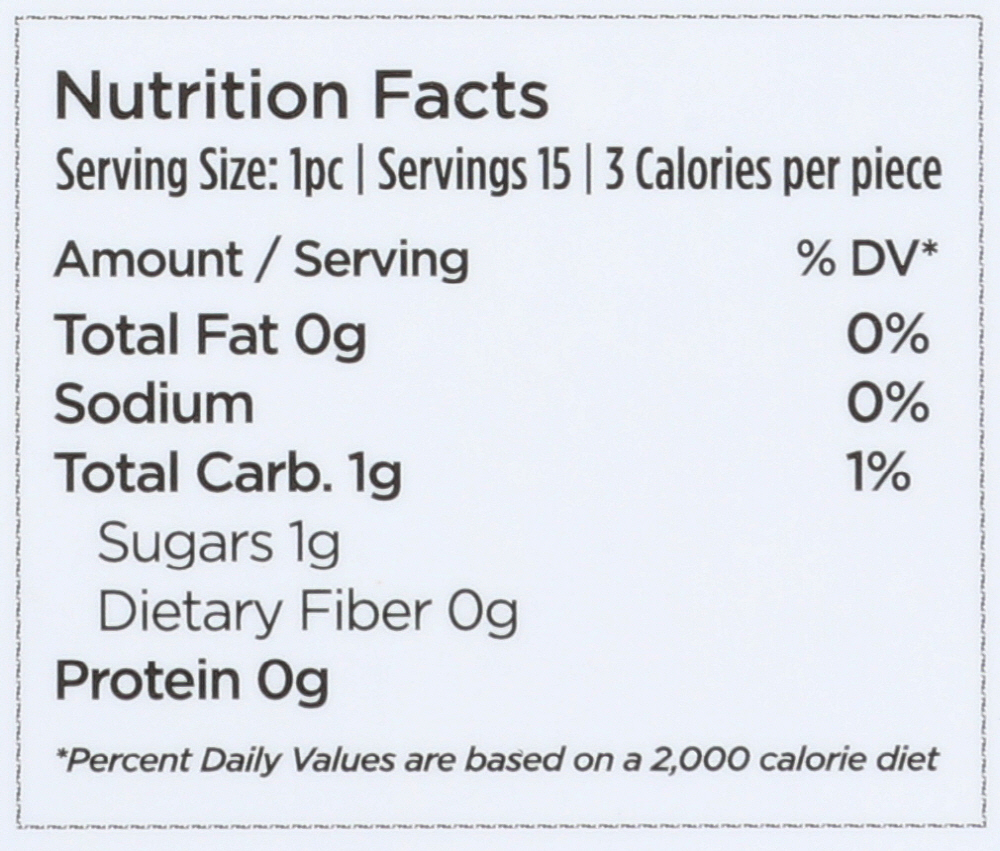 Nutrition Facts
Serving Size: 1pc | Servings 15 | 3 Calories per piece
Amount / Serving % DV*
Total Fat 0g 0%
Sodium 0%
Total Carb. 1g 1%
Sugars 1g
Dietary Fiber 0g
Protein 0g
*Percent Daily Values are based on a 2,000 calorie diet